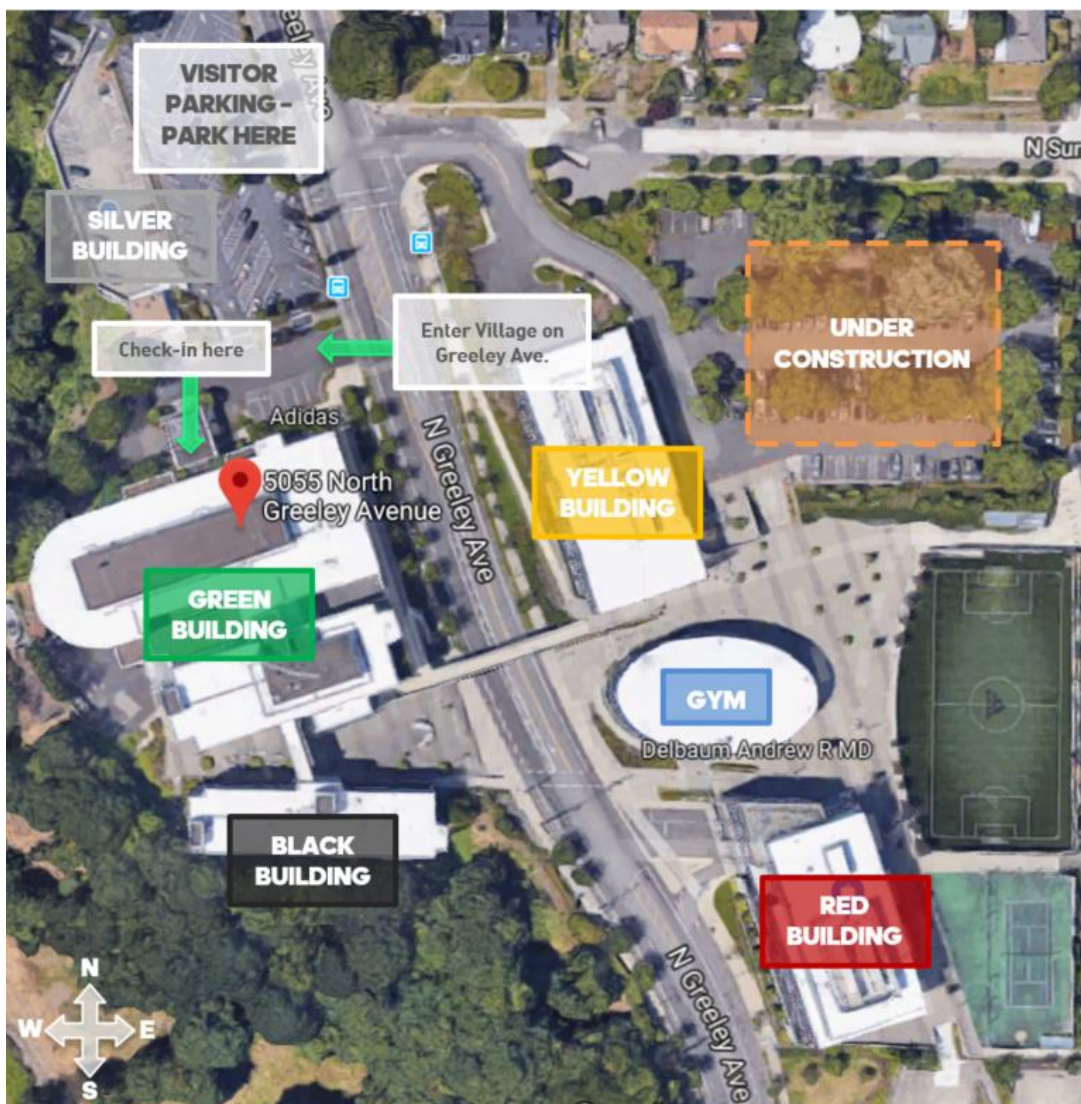 VISITOR
PARKING -
PARK HERE
N Sur
SILVER
BUILDING
Check-in here
Enter Village on
Greeley Ave.
UNDER
CONSTRUCTION
Adidas
5055 North
Greeley Avenue
N Greeley Ave
YELLOW
BUILDING
GREEN
BUILDING
GYM
Delbaum Andrew R MD
BLACK
BUILDING
RED
BUILDING
N Greeley Ave
N
W E
S